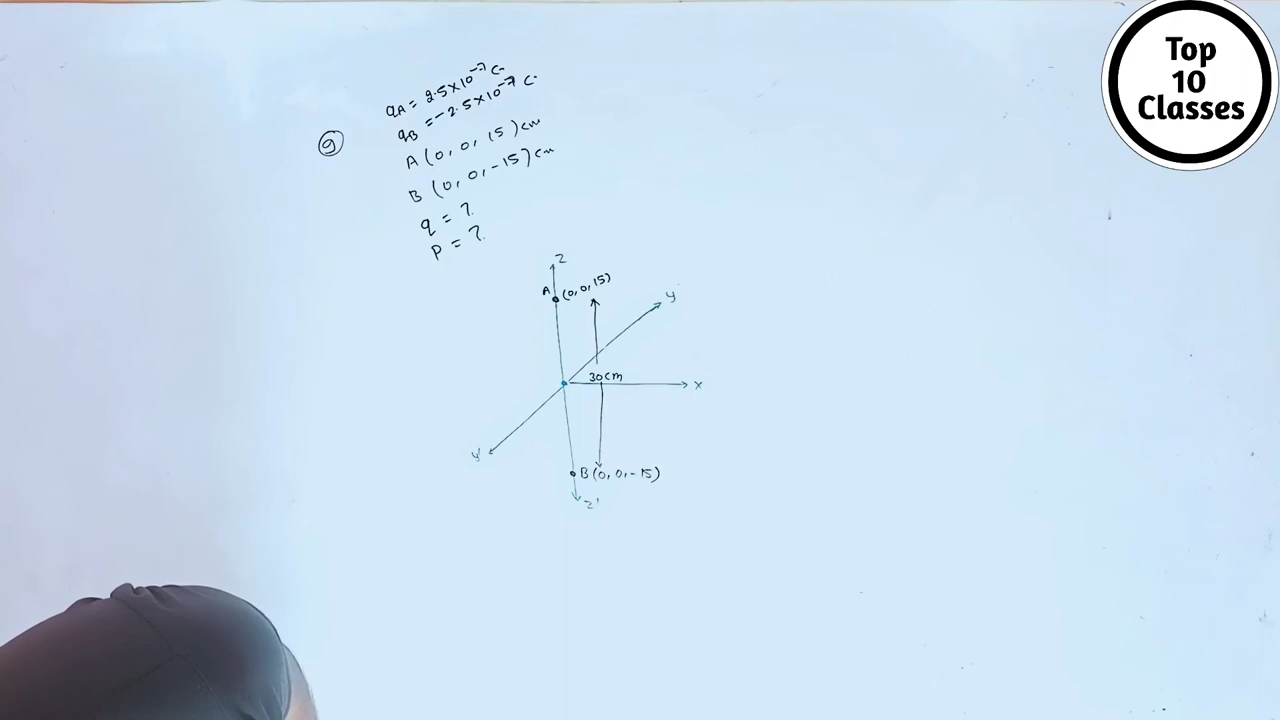 Top
10
Classes
9
qA = 2.5×10⁻⁷ C.
qB = -2.5×10⁻⁷ C.
A (0, 0, 15) cm
B (0, 0, -15) cm
q = ?
P = ?
Z
A (0, 0, 15)
y
30cm
x
y'
B (0, 0, -15)
Z'